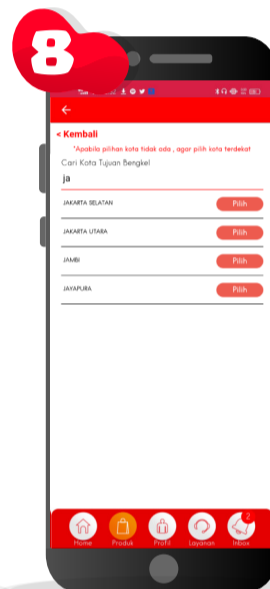 8
< Kembali
*Apabila pilihan kota tidak ada , agar pilih kota terdekat
Cari Kota Tujuan Bengkel
ja
JAKARTA SELATAN Pilih
JAKARTA UTARA Pilih
JAMBI Pilih
JAYAPURA Pilih
2
Home Produk Profil Layanan Inbox